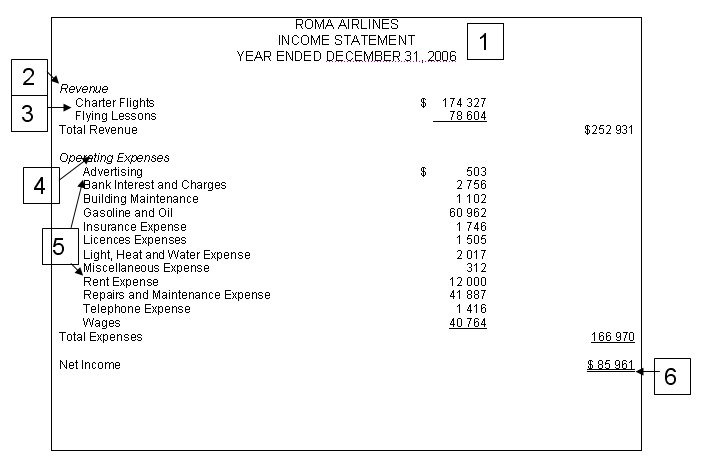 ROMA AIRLINES
INCOME STATEMENT
YEAR ENDED DECEMBER 31, 2006
1
2
Revenue
3
Charter Flights $ 174 327
Flying Lessons 78 604
Total Revenue $252 931
Operating Expenses
4
Advertising $ 503
Bank Interest and Charges 2 756
Building Maintenance 1 102
Gasoline and Oil 60 962
Insurance Expense 1 746
5
Licences Expenses 1 505
Light, Heat and Water Expense 2 017
Miscellaneous Expense 312
Rent Expense 12 000
Repairs and Maintenance Expense 41 887
Telephone Expense 1 416
Wages 40 764
Total Expenses 166 970
Net Income $ 85 961
6